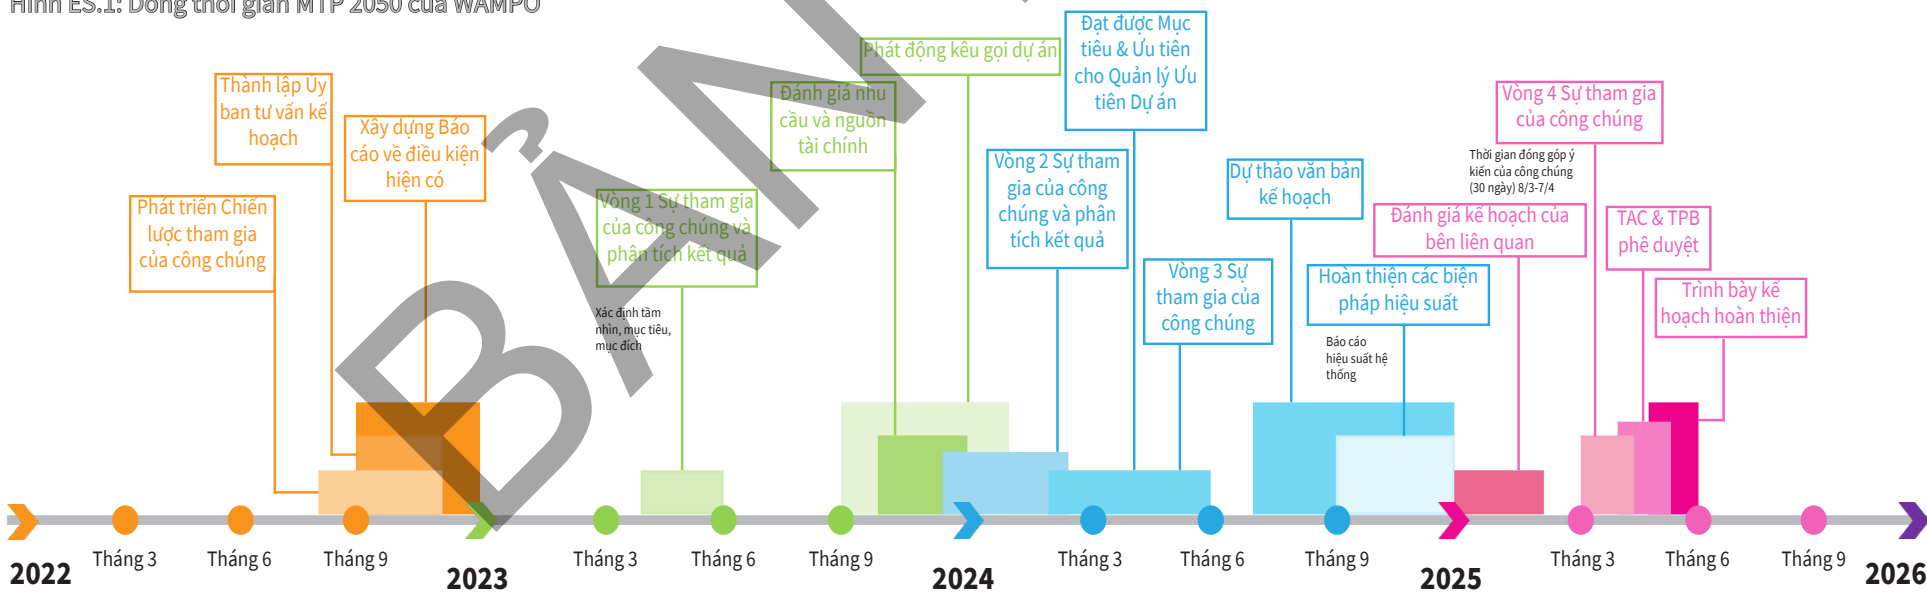 Hình ES.1: Dòng thời gian MTP 2050 của WAMPO
Thành lập Ủy
ban tư vấn kế
hoạch
Xây dựng Báo
cáo về điều kiện
hiện có
Phát triển Chiến
lược tham gia
của công chúng
Phát động kêu gọi dự án
Đánh giá nhu
cầu và nguồn
tài chính
Vòng 1 Sự tham gia
của công chúng và
phân tích kết quả
Xác định tầm
nhìn, mục tiêu,
mục đích
Đạt được Mục
tiêu & Ưu tiên
cho Quản lý Ưu
tiên Dự án
Vòng 2 Sự tham
gia của công
chúng và phân
tích kết quả
Vòng 3 Sự
tham gia của
công chúng
Dự thảo văn bản
kế hoạch
Hoàn thiện các biện
pháp hiệu suất
Báo cáo
hiệu suất hệ
thống
Vòng 4 Sự tham gia
của công chúng
Thời gian đóng góp ý
kiến của công chúng
(30 ngày) 8/3-7/4
Đánh giá kế hoạch của
bên liên quan
TAC & TPB
phê duyệt
Trình bày kế
hoạch hoàn thiện
BẢN
2022 Tháng 3 Tháng 6 Tháng 9 2023 Tháng 3 Tháng 6 Tháng 9 2024 Tháng 3 Tháng 6 Tháng 9 2025 Tháng 3 Tháng 6 Tháng 9 2026